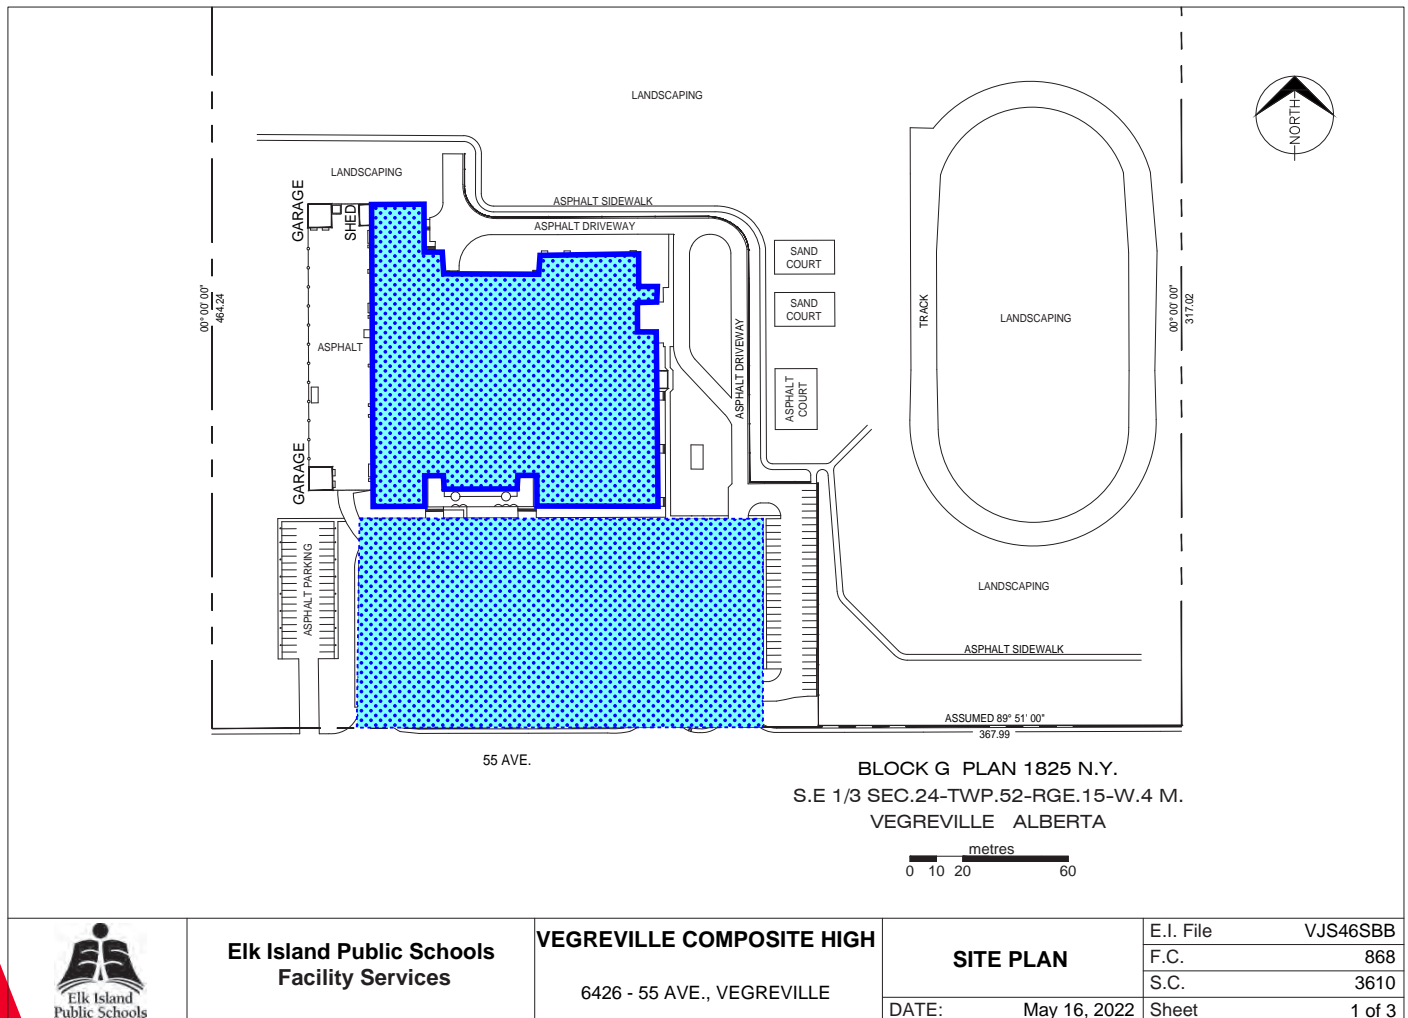 LANDSCAPING
NORTH
LANDSCAPING
GARAGE
SHED
ASPHALT SIDEWALK
ASPHALT DRIVEWAY
SAND
COURT
SAND
COURT
00° 00' 00"
464.24
ASPHALT
TRACK
LANDSCAPING
00° 00' 00"
317.02
ASPHALT DRIVEWAY
ASPHALT
COURT
GARAGE
ASPHALT PARKING
LANDSCAPING
ASPHALT SIDEWALK
ASSUMED 89° 51' 00"
367.99
55 AVE.
BLOCK G PLAN 1825 N.Y.
S.E 1/3 SEC.24-TWP.52-RGE.15-W.4 M.
VEGREVILLE ALBERTA
metres
0 10 20 60
Elk Island
Public Schools
Elk Island Public Schools
Facility Services
VEGREVILLE COMPOSITE HIGH
6426 - 55 AVE., VEGREVILLE
SITE PLAN
DATE: May 16, 2022
E.I. File VJS46SBB
F.C. 868
S.C. 3610
Sheet 1 of 3